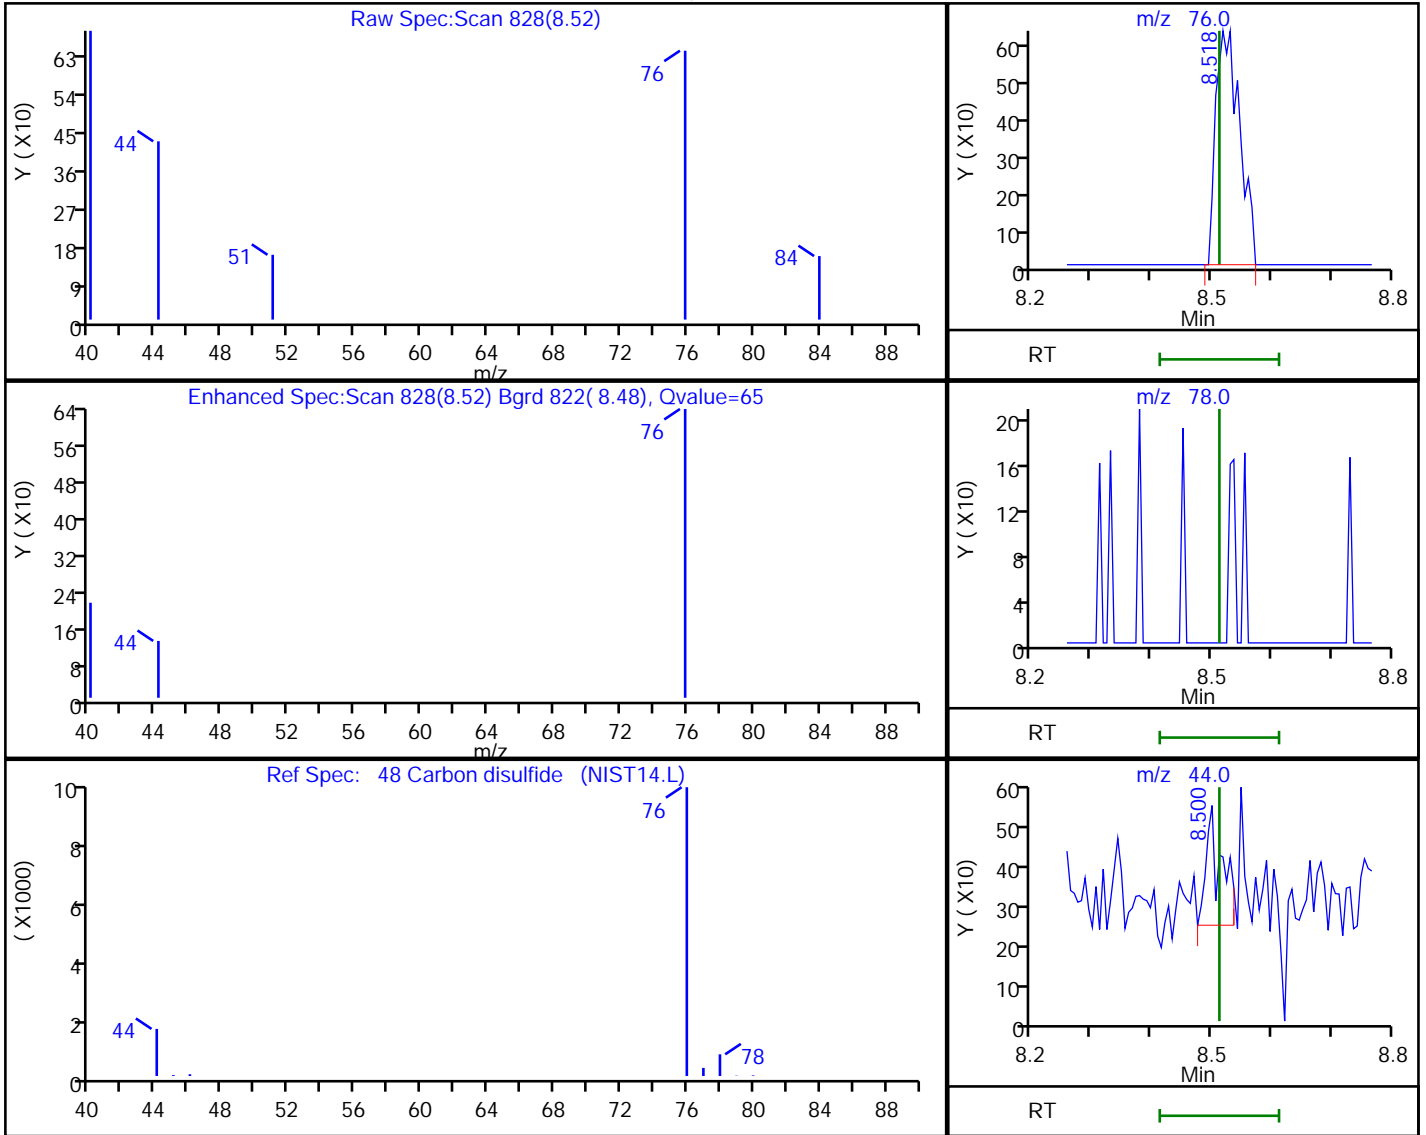 Raw Spec:Scan 828(8.52)
Y ( X10)
63
54
45
36
27
18
9
0
76
44
51
84
40 44 48 52 56 60 64 68 72 76 80 84 88
m/z
m/z 76.0
Y ( X10)
60
50
40
30
20
10
0
8.518
8.2 8.5 8.8
Min
RT
Enhanced Spec:Scan 828(8.52) Bgrd 822( 8.48), Qvalue=65
Y ( X10)
64
56
48
40
32
24
16
8
0
76
44
40 44 48 52 56 60 64 68 72 76 80 84 88
m/z
m/z 78.0
Y ( X10)
20
16
12
8
4
0
8.2 8.5 8.8
Min
RT
Ref Spec: 48 Carbon disulfide (NIST14.L)
( X1000)
10
8
6
4
2
0
76
44
78
40 44 48 52 56 60 64 68 72 76 80 84 88
m/z 44.0
Y ( X10)
60
50
40
30
20
10
0
8.500
8.2 8.5 8.8
Min
RT